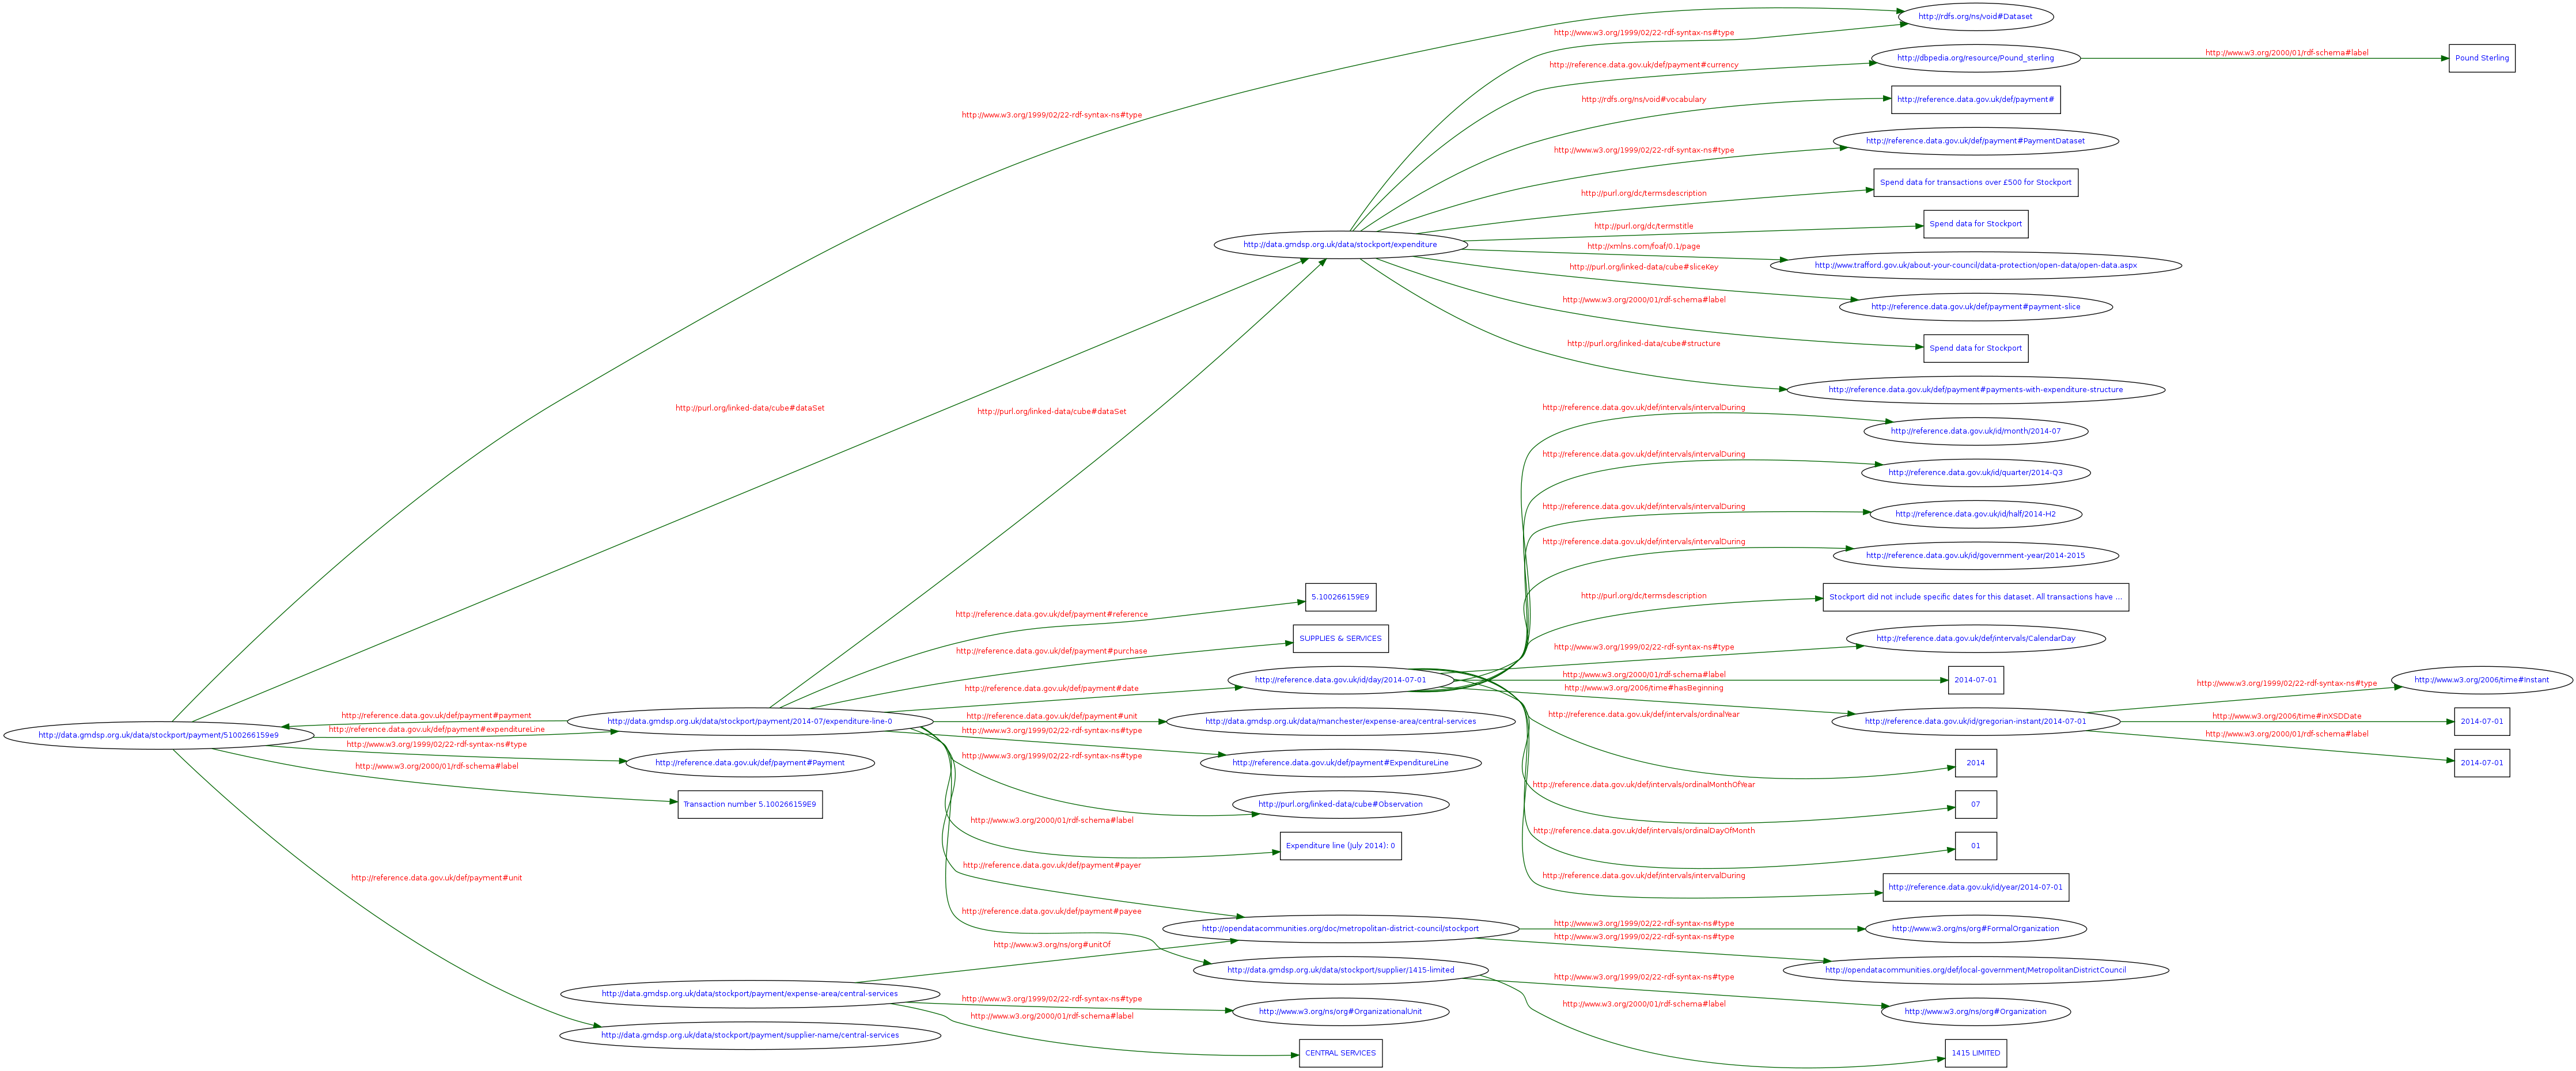 http://rdfs.org/ns/void#Dataset
http://www.w3.org/1999/02/22-rdf-syntax-ns#type
http://www.w3.org/2000/01/rdf-schema#label
http://dbpedia.org/resource/Pound_sterling
Pound Sterling
http://reference.data.gov.uk/def/payment#currency
http://rdfs.org/ns/void#vocabulary
http://reference.data.gov.uk/def/payment#
http://www.w3.org/1999/02/22-rdf-syntax-ns#type
http://reference.data.gov.uk/def/payment#PaymentDataset
http://www.w3.org/1999/02/22-rdf-syntax-ns#type
Spend data for transactions over £500 for Stockport
http://purl.org/dc/termsdescription
http://purl.org/dc/termstitle
Spend data for Stockport
http://data.gmdsp.org.uk/data/stockport/expenditure
http://xmlns.com/foaf/0.1/page
http://www.trafford.gov.uk/about-your-council/data-protection/open-data/open-data.aspx
http://purl.org/linked-data/cube#sliceKey
http://www.w3.org/2000/01/rdf-schema#label
http://reference.data.gov.uk/def/payment#payment-slice
http://purl.org/linked-data/cube#structure
Spend data for Stockport
http://reference.data.gov.uk/def/payment#payments-with-expenditure-structure
http://purl.org/linked-data/cube#dataSet
http://purl.org/linked-data/cube#dataSet
http://reference.data.gov.uk/def/intervals/intervalDuring
http://reference.data.gov.uk/id/month/2014-07
http://reference.data.gov.uk/def/intervals/intervalDuring
http://reference.data.gov.uk/id/quarter/2014-Q3
http://reference.data.gov.uk/def/intervals/intervalDuring
http://reference.data.gov.uk/id/half/2014-H2
http://reference.data.gov.uk/def/intervals/intervalDuring
http://reference.data.gov.uk/id/government-year/2014-2015
http://purl.org/dc/termsdescription
Stockport did not include specific dates for this dataset. All transactions have ...
5.100266159E9
http://reference.data.gov.uk/def/payment#reference
SUPPLIES & SERVICES
http://reference.data.gov.uk/def/payment#purchase
http://www.w3.org/1999/02/22-rdf-syntax-ns#type
http://reference.data.gov.uk/def/intervals/CalendarDay
http://reference.data.gov.uk/def/payment#date
http://reference.data.gov.uk/id/day/2014-07-01
http://www.w3.org/2000/01/rdf-schema#label
2014-07-01
http://www.w3.org/2006/time#hasBeginning
http://www.w3.org/1999/02/22-rdf-syntax-ns#type
http://www.w3.org/2006/time#Instant
http://reference.data.gov.uk/def/payment#payment
http://data.gmdsp.org.uk/data/stockport/payment/2014-07/expenditure-line-0
http://reference.data.gov.uk/def/payment#unit
http://data.gmdsp.org.uk/data/manchester/expense-area/central-services
http://reference.data.gov.uk/def/intervals/ordinalYear
http://reference.data.gov.uk/id/gregorian-instant/2014-07-01
http://www.w3.org/2006/time#inXSDDate
2014-07-01
http://data.gmdsp.org.uk/data/stockport/payment/5100266159e9
http://reference.data.gov.uk/def/payment#expenditureLine
http://www.w3.org/1999/02/22-rdf-syntax-ns#type
http://www.w3.org/2000/01/rdf-schema#label
http://www.w3.org/1999/02/22-rdf-syntax-ns#type
http://reference.data.gov.uk/def/payment#Payment
http://www.w3.org/1999/02/22-rdf-syntax-ns#type
http://reference.data.gov.uk/def/payment#ExpenditureLine
2014
2014-07-01
http://www.w3.org/2000/01/rdf-schema#label
Transaction number 5.100266159E9
http://purl.org/linked-data/cube#Observation
http://reference.data.gov.uk/def/intervals/ordinalMonthOfYear
07
http://www.w3.org/2000/01/rdf-schema#label
Expenditure line (July 2014): 0
http://reference.data.gov.uk/def/intervals/ordinalDayOfMonth
01
http://reference.data.gov.uk/def/payment#payer
http://reference.data.gov.uk/def/intervals/intervalDuring
http://reference.data.gov.uk/id/year/2014-07-01
http://reference.data.gov.uk/def/payment#unit
http://reference.data.gov.uk/def/payment#payee
http://opendatacommunities.org/doc/metropolitan-district-council/stockport
http://www.w3.org/1999/02/22-rdf-syntax-ns#type
http://www.w3.org/ns/org#FormalOrganization
http://www.w3.org/1999/02/22-rdf-syntax-ns#type
http://www.w3.org/ns/org#unitOf
http://data.gmdsp.org.uk/data/stockport/supplier/1415-limited
http://opendatacommunities.org/def/local-government/MetropolitanDistrictCouncil
http://www.w3.org/1999/02/22-rdf-syntax-ns#type
http://data.gmdsp.org.uk/data/stockport/payment/expense-area/central-services
http://www.w3.org/1999/02/22-rdf-syntax-ns#type
http://www.w3.org/ns/org#OrganizationalUnit
http://www.w3.org/2000/01/rdf-schema#label
http://www.w3.org/ns/org#Organization
http://www.w3.org/2000/01/rdf-schema#label
http://data.gmdsp.org.uk/data/stockport/payment/supplier-name/central-services
CENTRAL SERVICES
1415 LIMITED